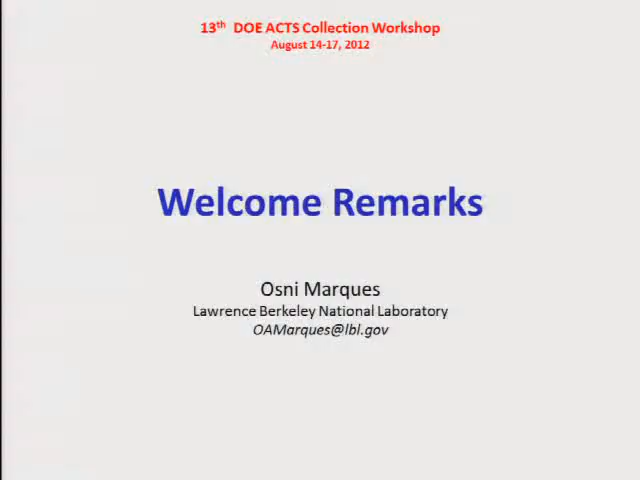 13th DOE ACTS Collection Workshop
August 14-17, 2012
Welcome Remarks
Osni Marques
Lawrence Berkeley National Laboratory
OAMarques@lbl.gov